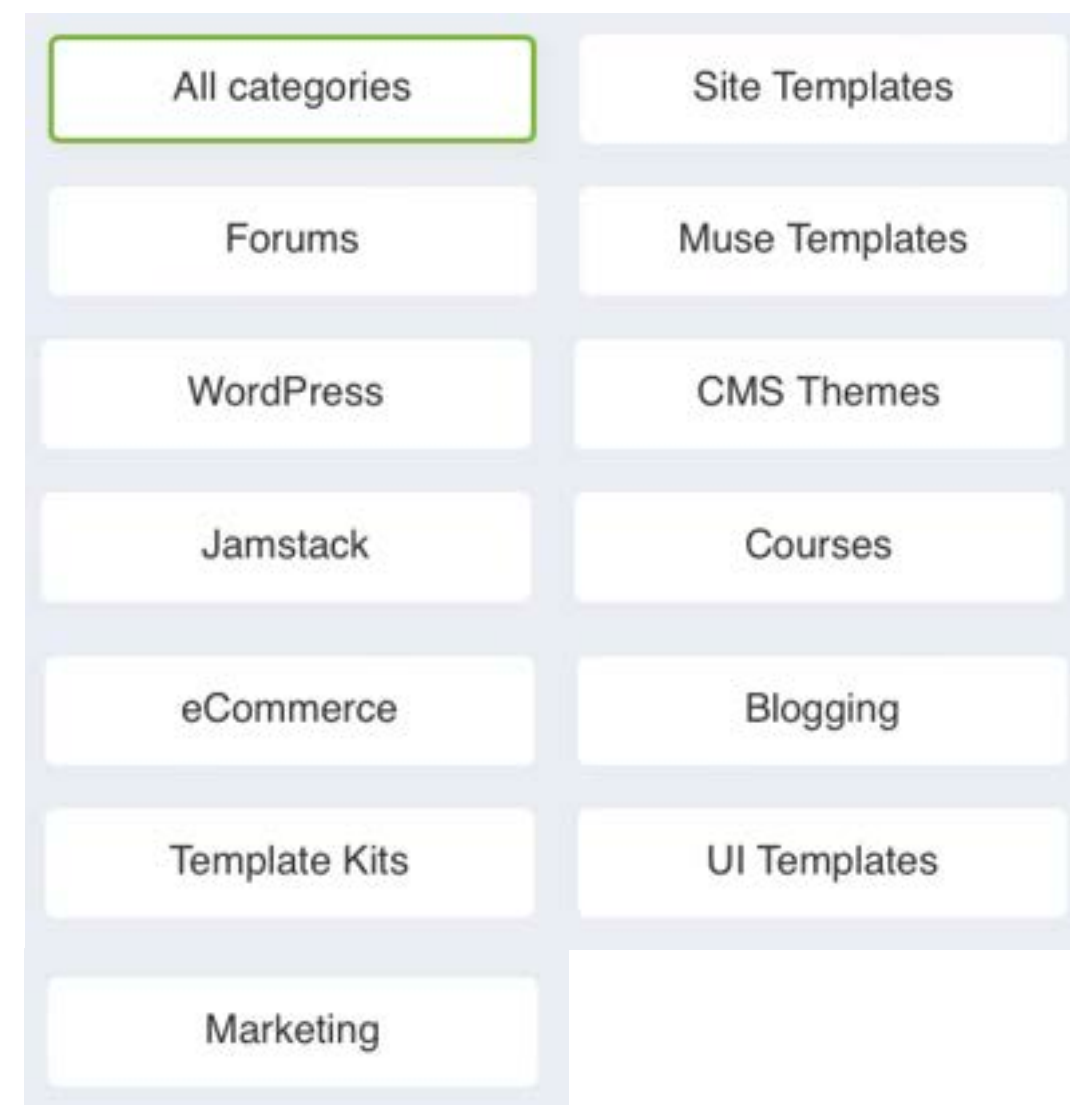 All categories
Site Templates
Forums
Muse Templates
WordPress
CMS Themes
Jamstack
Courses
eCommerce
Blogging
Template Kits
UI Templates
Marketing